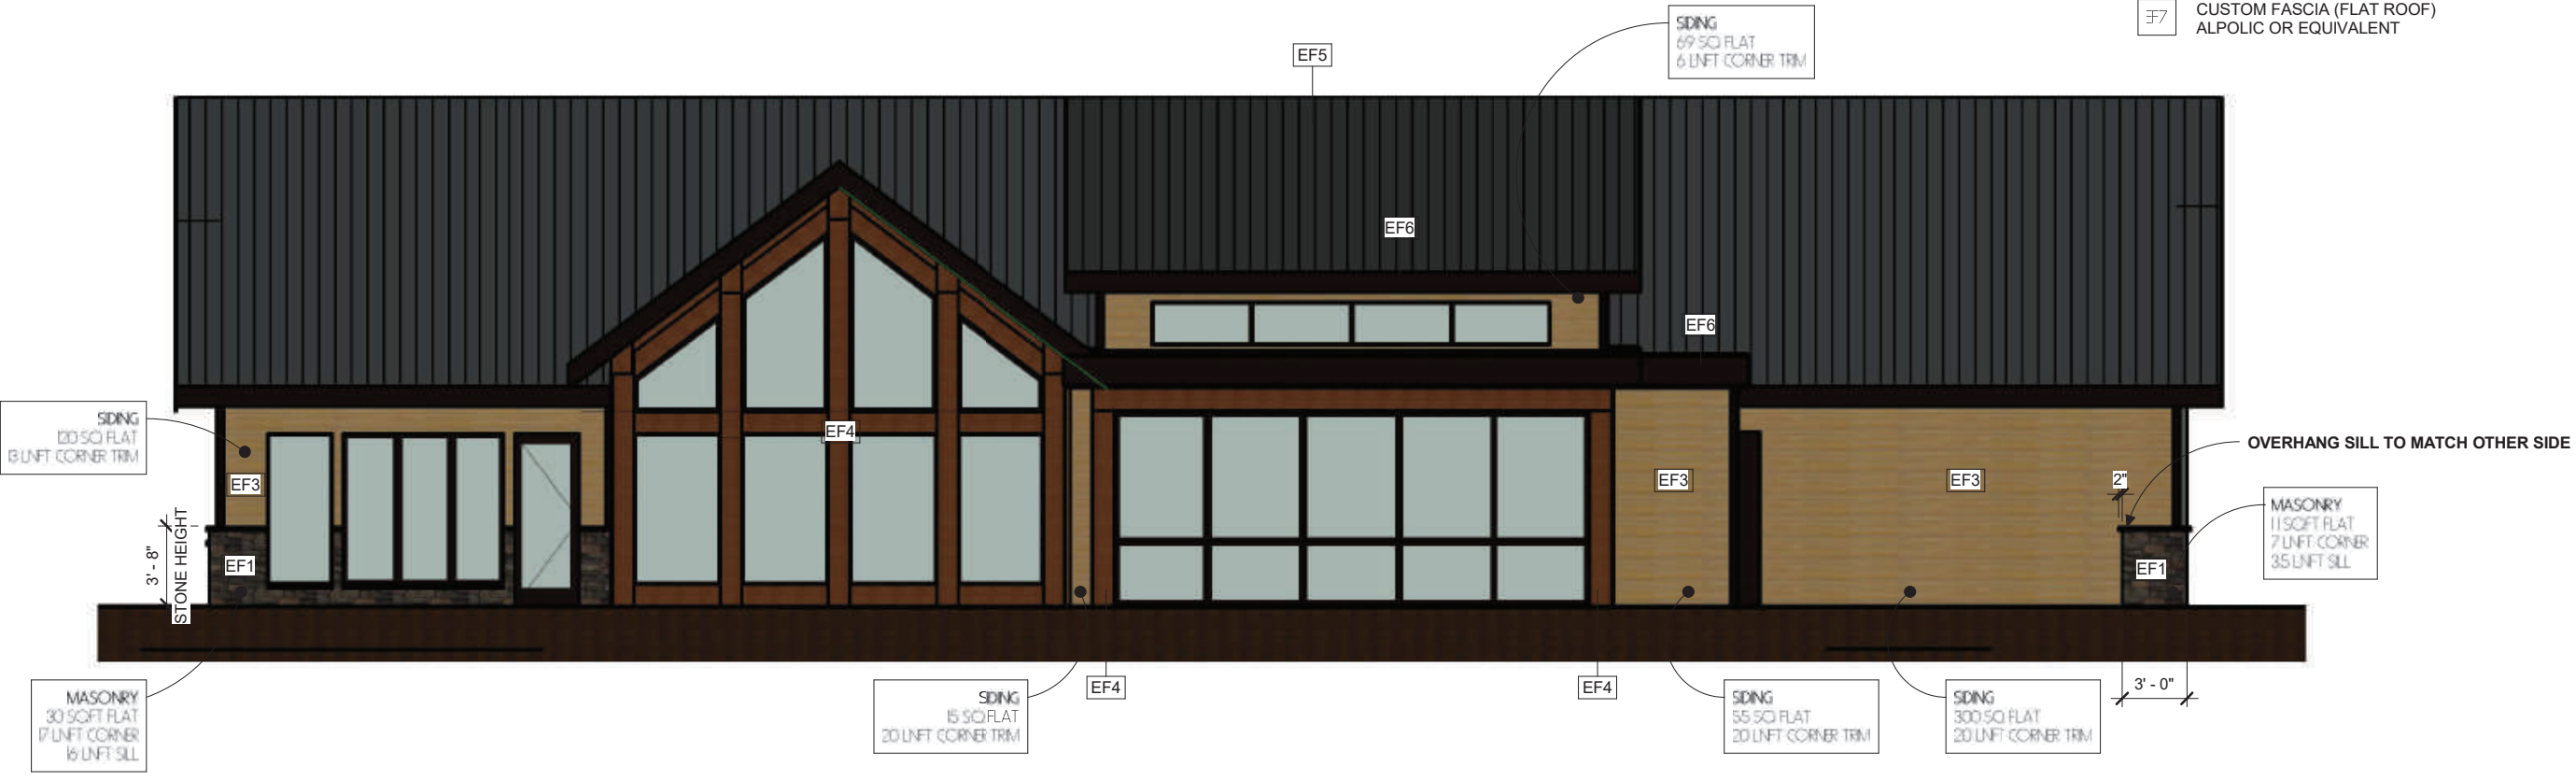 EF7
CUSTOM FASCIA (FLAT ROOF)
ALPOLIC OR EQUIVALENT
SIDING
69 SQ FLAT
6 LNFT CORNER TRIM
EF5
EF6
EF6
SIDING
120 SQ FLAT
13 LNFT CORNER TRIM
EF4
OVERHANG SILL TO MATCH OTHER SIDE
EF3
EF3
EF3
2"
MASONRY
11 SQFT FLAT
7 LNFT CORNER
3.5 LNFT SILL
3' - 8"
STONE HEIGHT
EF1
EF1
MASONRY
30 SQFT FLAT
17 LNFT CORNER
16 LNFT SILL
SIDING
15 SQ FLAT
20 LNFT CORNER TRIM
EF4
EF4
SIDING
55 SQ FLAT
20 LNFT CORNER TRIM
SIDING
300 SQ FLAT
20 LNFT CORNER TRIM
3' - 0"